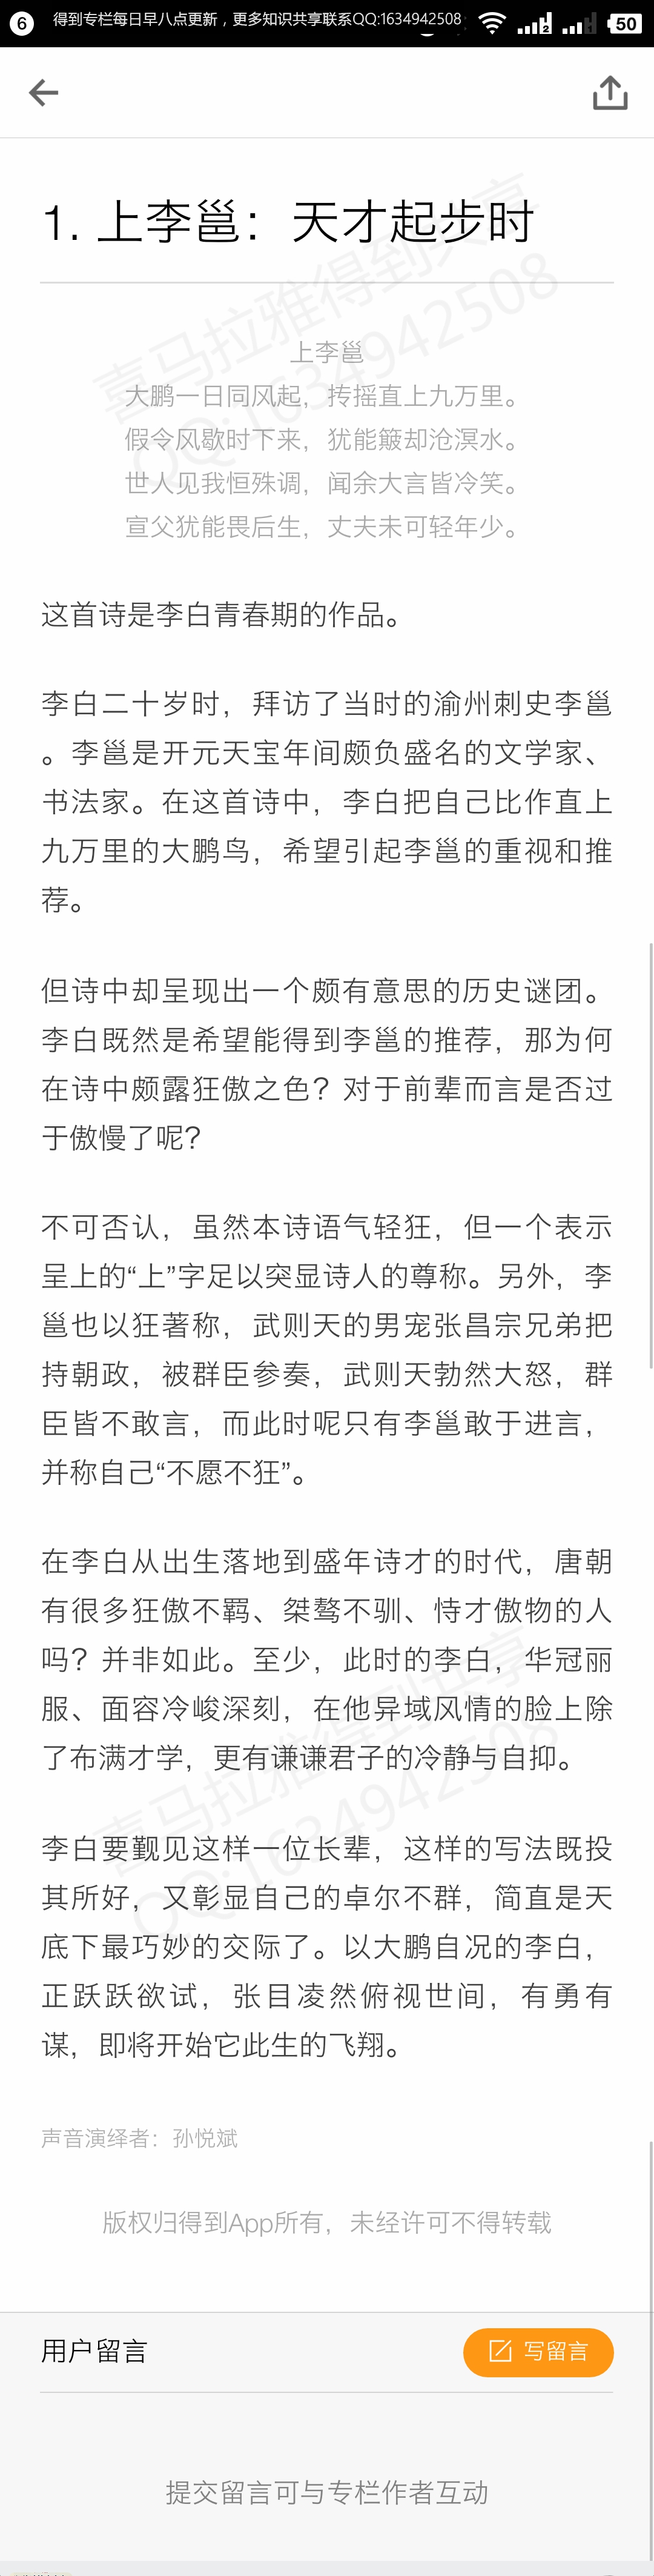 6 得到专栏每日早八点更新，更多知识共享联系QQ:1634942508 50
1. 上李邕：天才起步时
喜马拉雅得到共享
QQ:1634942508
上李邕
大鹏一日同风起，抟摇直上九万里。
假令风歇时下来，犹能簸却沧溟水。
世人见我恒殊调，闻余大言皆冷笑。
宣父犹能畏后生，丈夫未可轻年少。
这首诗是李白青春期的作品。
李白二十岁时，拜访了当时的渝州刺史李邕
。李邕是开元天宝年间颇负盛名的文学家、
书法家。在这首诗中，李白把自己比作直上
九万里的大鹏鸟，希望引起李邕的重视和推
荐。
但诗中却呈现出一个颇有意思的历史谜团。
李白既然是希望能得到李邕的推荐，那为何
在诗中颇露狂傲之色？对于前辈而言是否过
于傲慢了呢？
不可否认，虽然本诗语气轻狂，但一个表示
呈上的“上”字足以突显诗人的尊称。另外，李
邕也以狂著称，武则天的男宠张昌宗兄弟把
持朝政，被群臣参奏，武则天勃然大怒，群
臣皆不敢言，而此时呢只有李邕敢于进言，
并称自己“不愿不狂”。
在李白从出生落地到盛年诗才的时代，唐朝
有很多狂傲不羁、桀骜不驯、恃才傲物的人
吗？并非如此。至少，此时的李白，华冠丽
服、面容冷峻深刻，在他异域风情的脸上除
了布满才学，更有谦谦君子的冷静与自抑。
喜马拉雅得到共享
QQ:1634942508
李白要觐见这样一位长辈，这样的写法既投
其所好，又彰显自己的卓尔不群，简直是天
底下最巧妙的交际了。以大鹏自况的李白，
正跃跃欲试，张目凌然俯视世间，有勇有
谋，即将开始它此生的飞翔。
声音演绎者：孙悦斌
版权归得到App所有，未经许可不得转载
用户留言
写留言
提交留言可与专栏作者互动